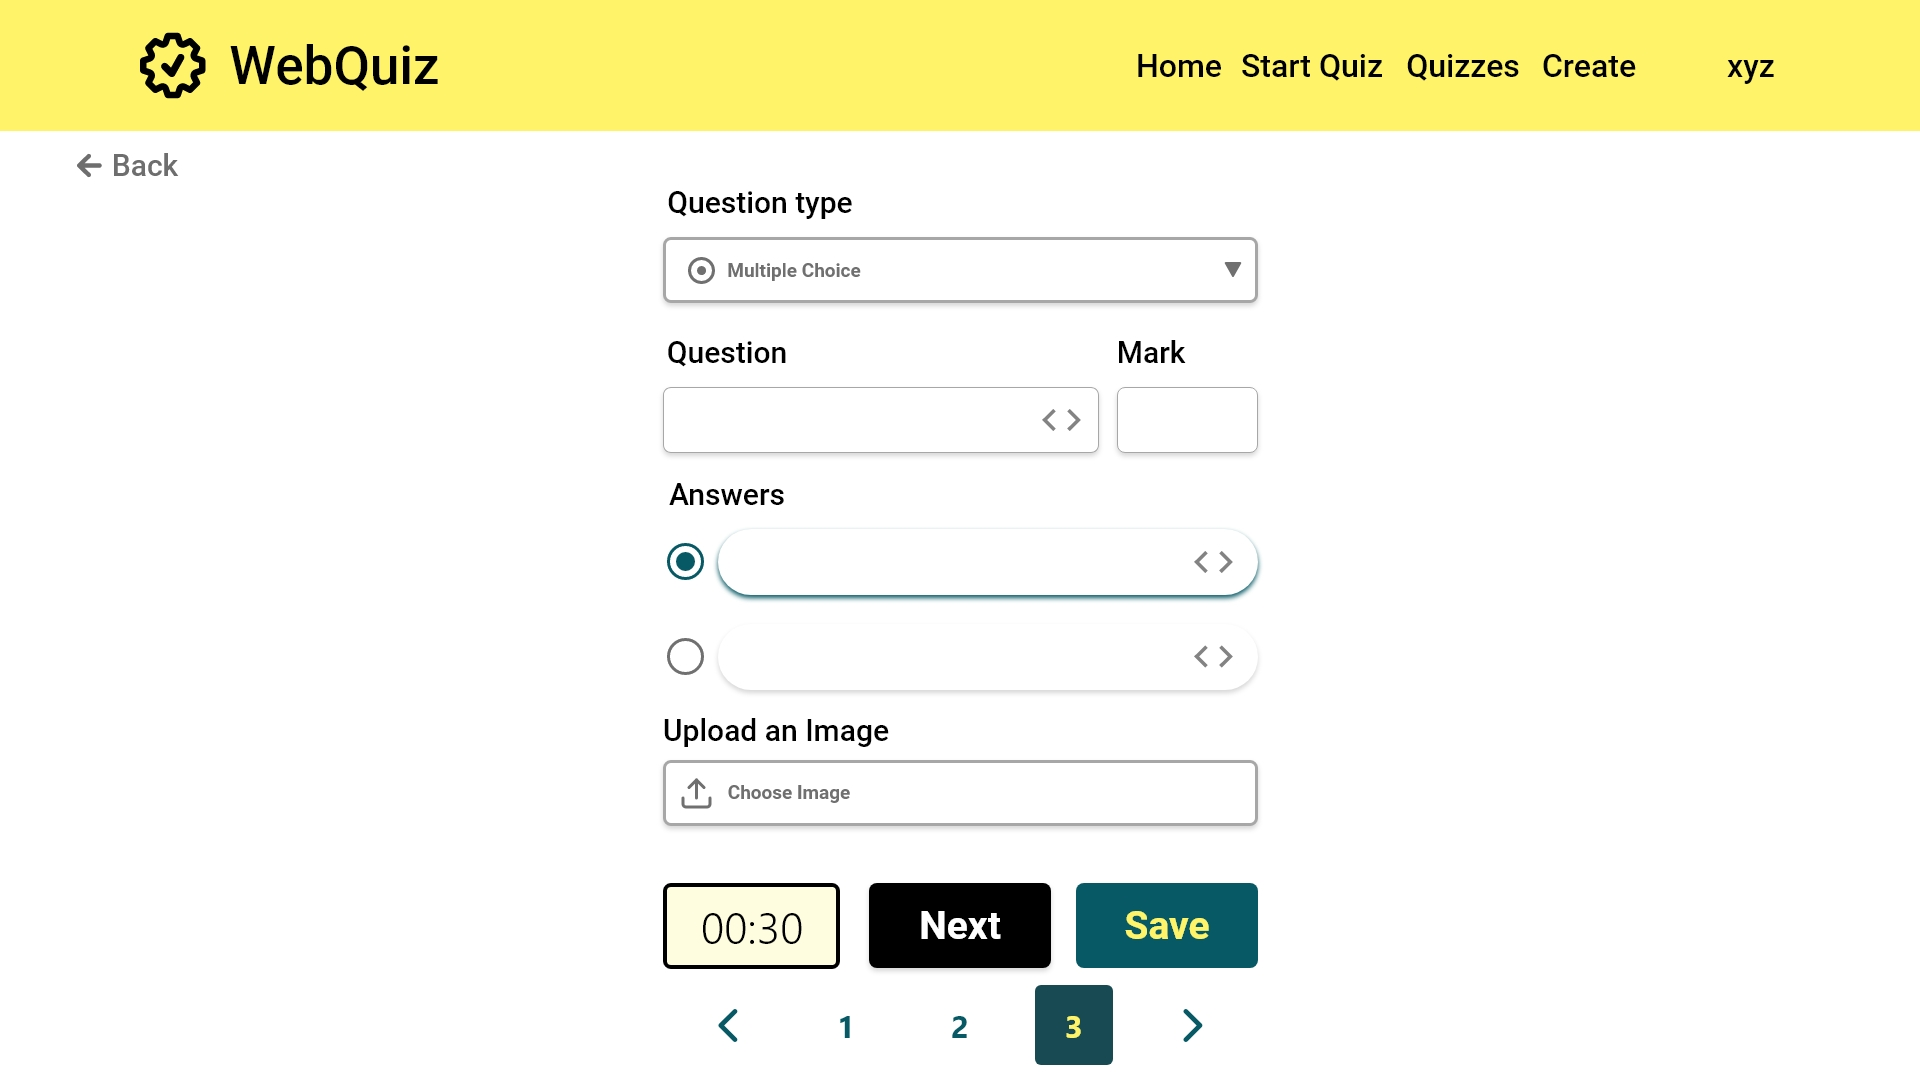 WebQuiz
Home Start Quiz Quizzes Create xyz
Back
Question type
Multiple Choice
Question Mark
Answers
Upload an Image
Choose Image
00:30 Next Save
1 2 3